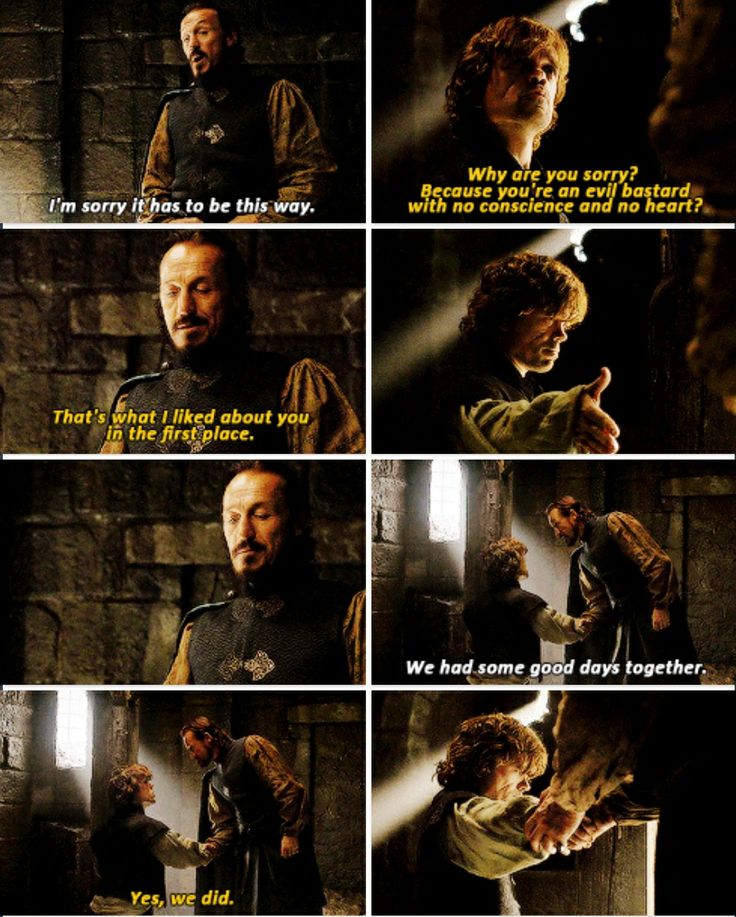 I'm sorry it has to be this way.
Why are you sorry?
Because you're an evil bastard
with no conscience and no heart?
That's what I liked about you
in the first place.
We had some good days together.
Yes, we did.